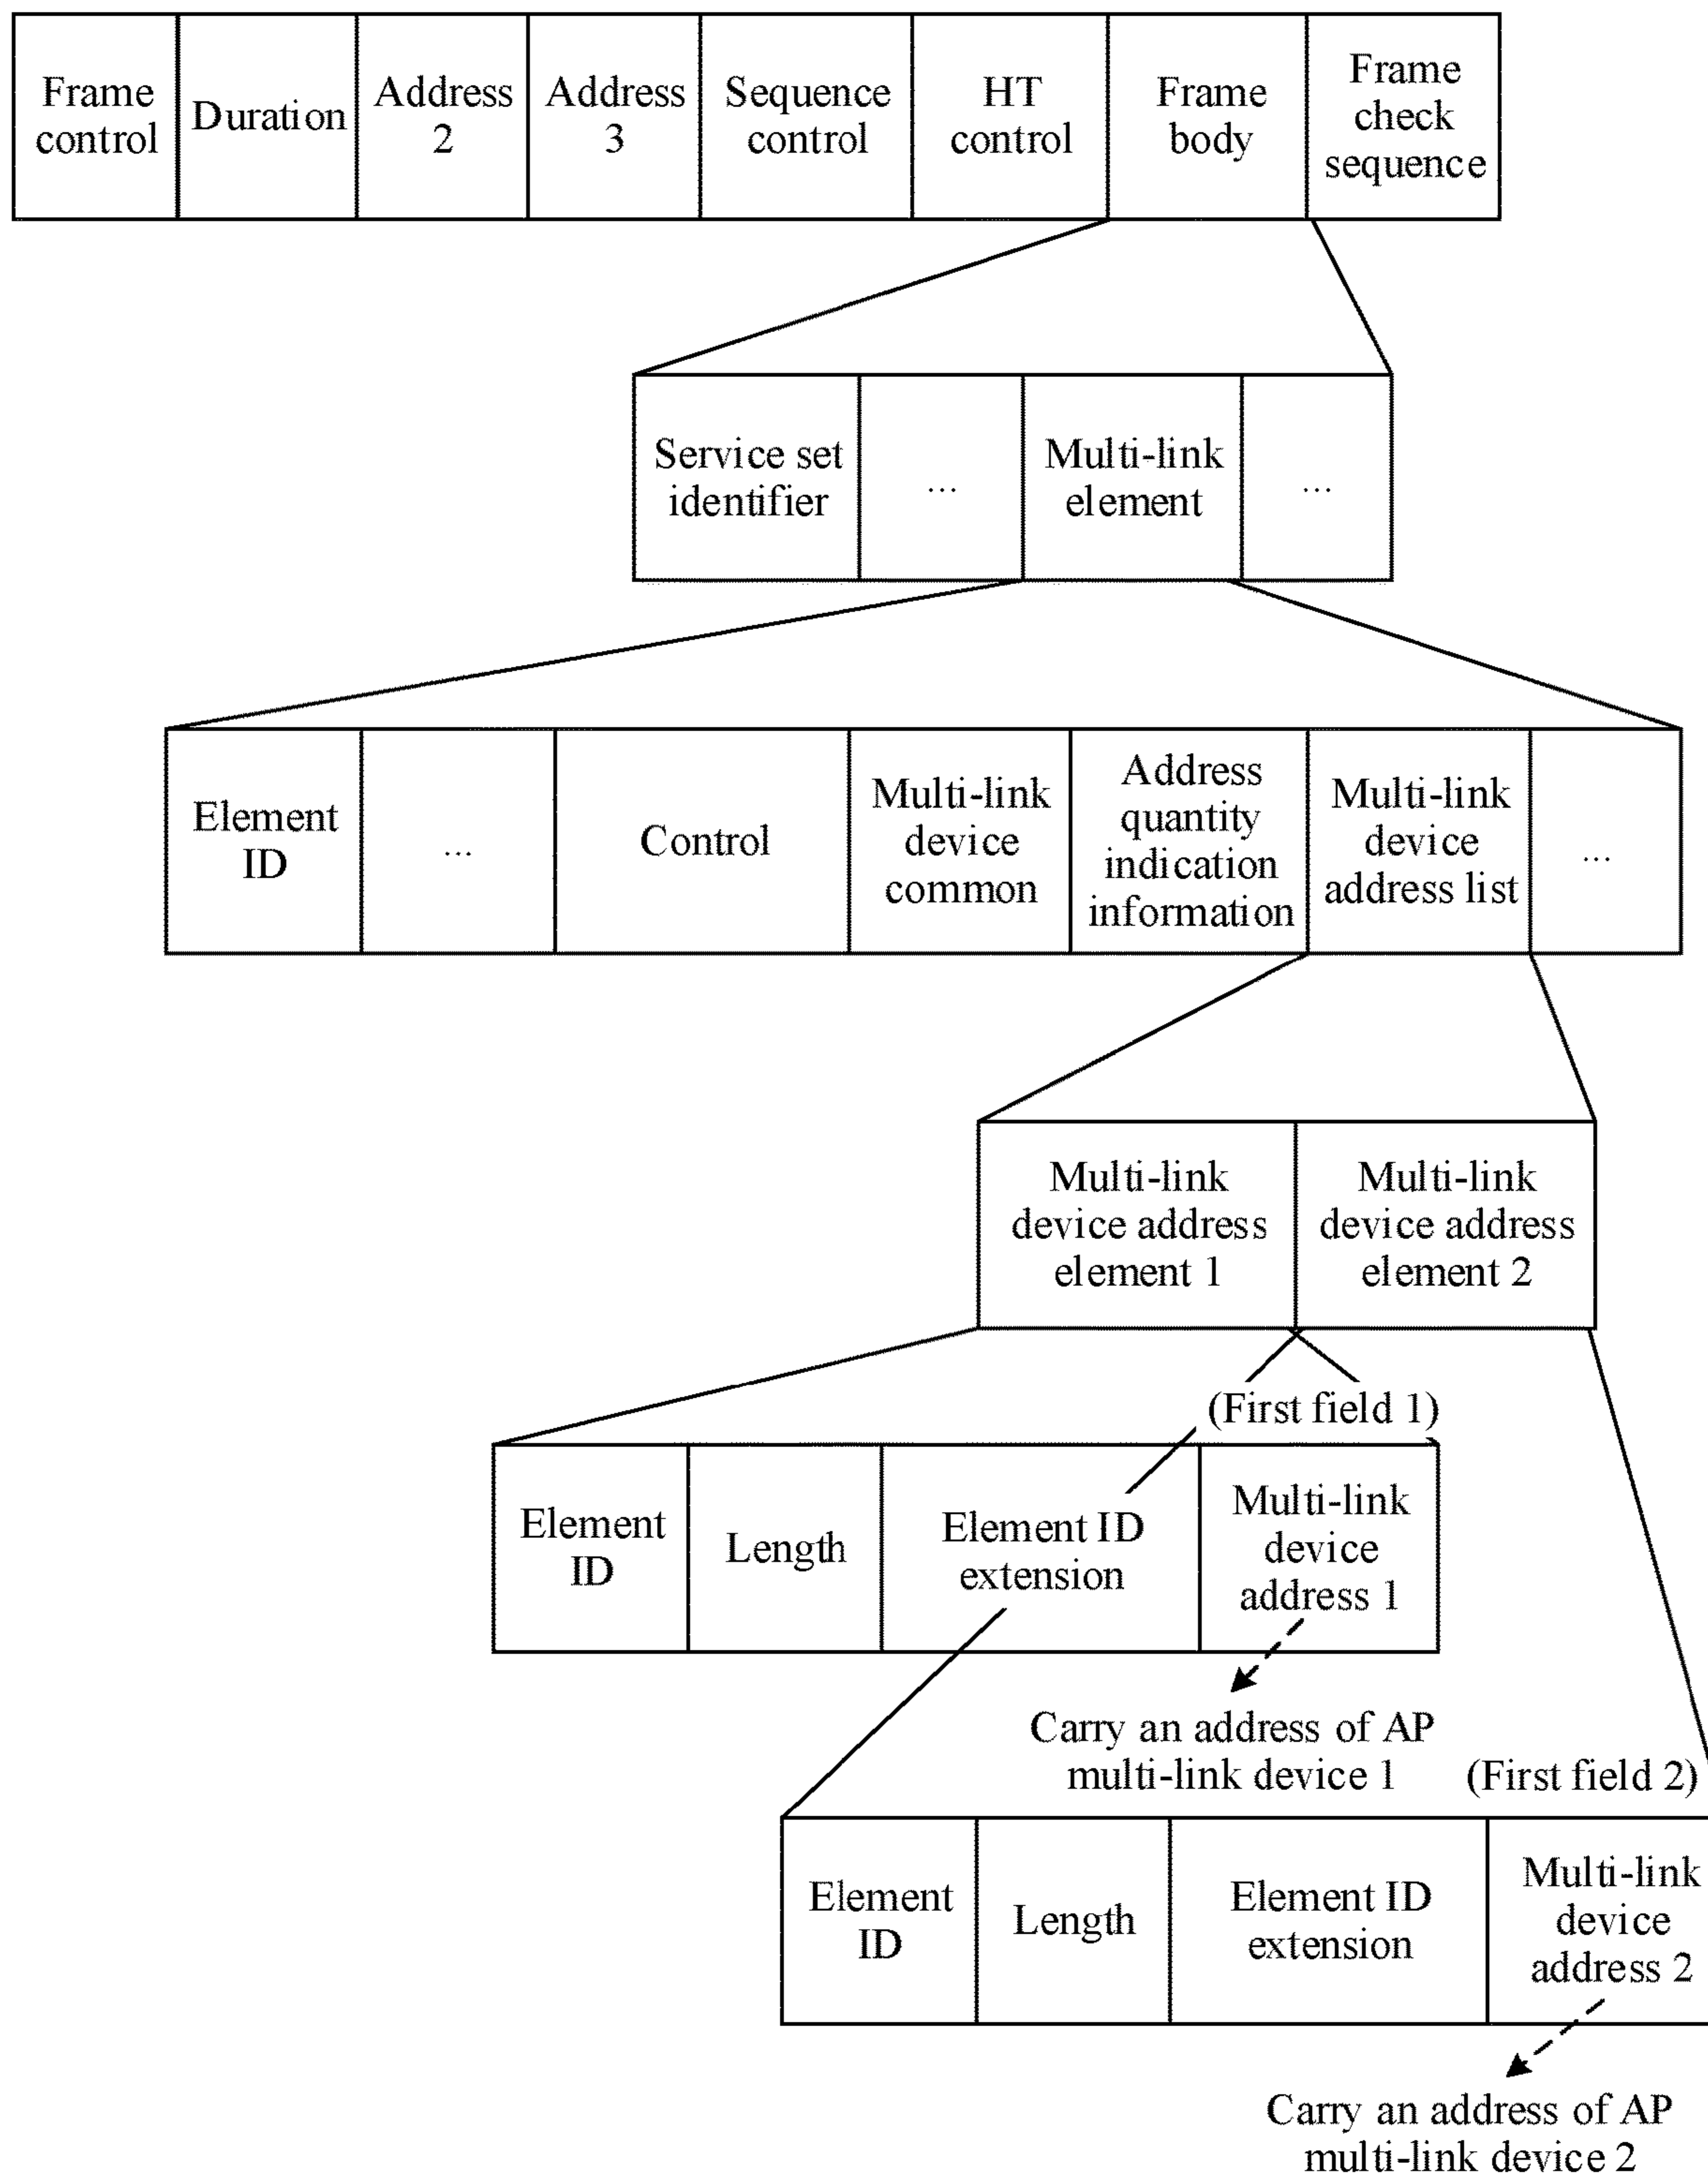 Frame
control
Duration
Address
2
Address
3
Sequence
control
HT
control
Frame
body
Frame
check
sequence
Service set
identifier
...
Multi-link
element
...
Element
ID
...
Control
Multi-link
device
common
Address
quantity
indication
information
Multi-link
device
address list
...
Multi-link
device address
element 1
Multi-link
device address
element 2
(First field 1)
Element
ID
Length
Element ID
extension
Multi-link
device
address 1
Carry an address of AP
multi-link device 1
(First field 2)
Element
ID
Length
Element ID
extension
Multi-link
device
address 2
Carry an address of AP
multi-link device 2